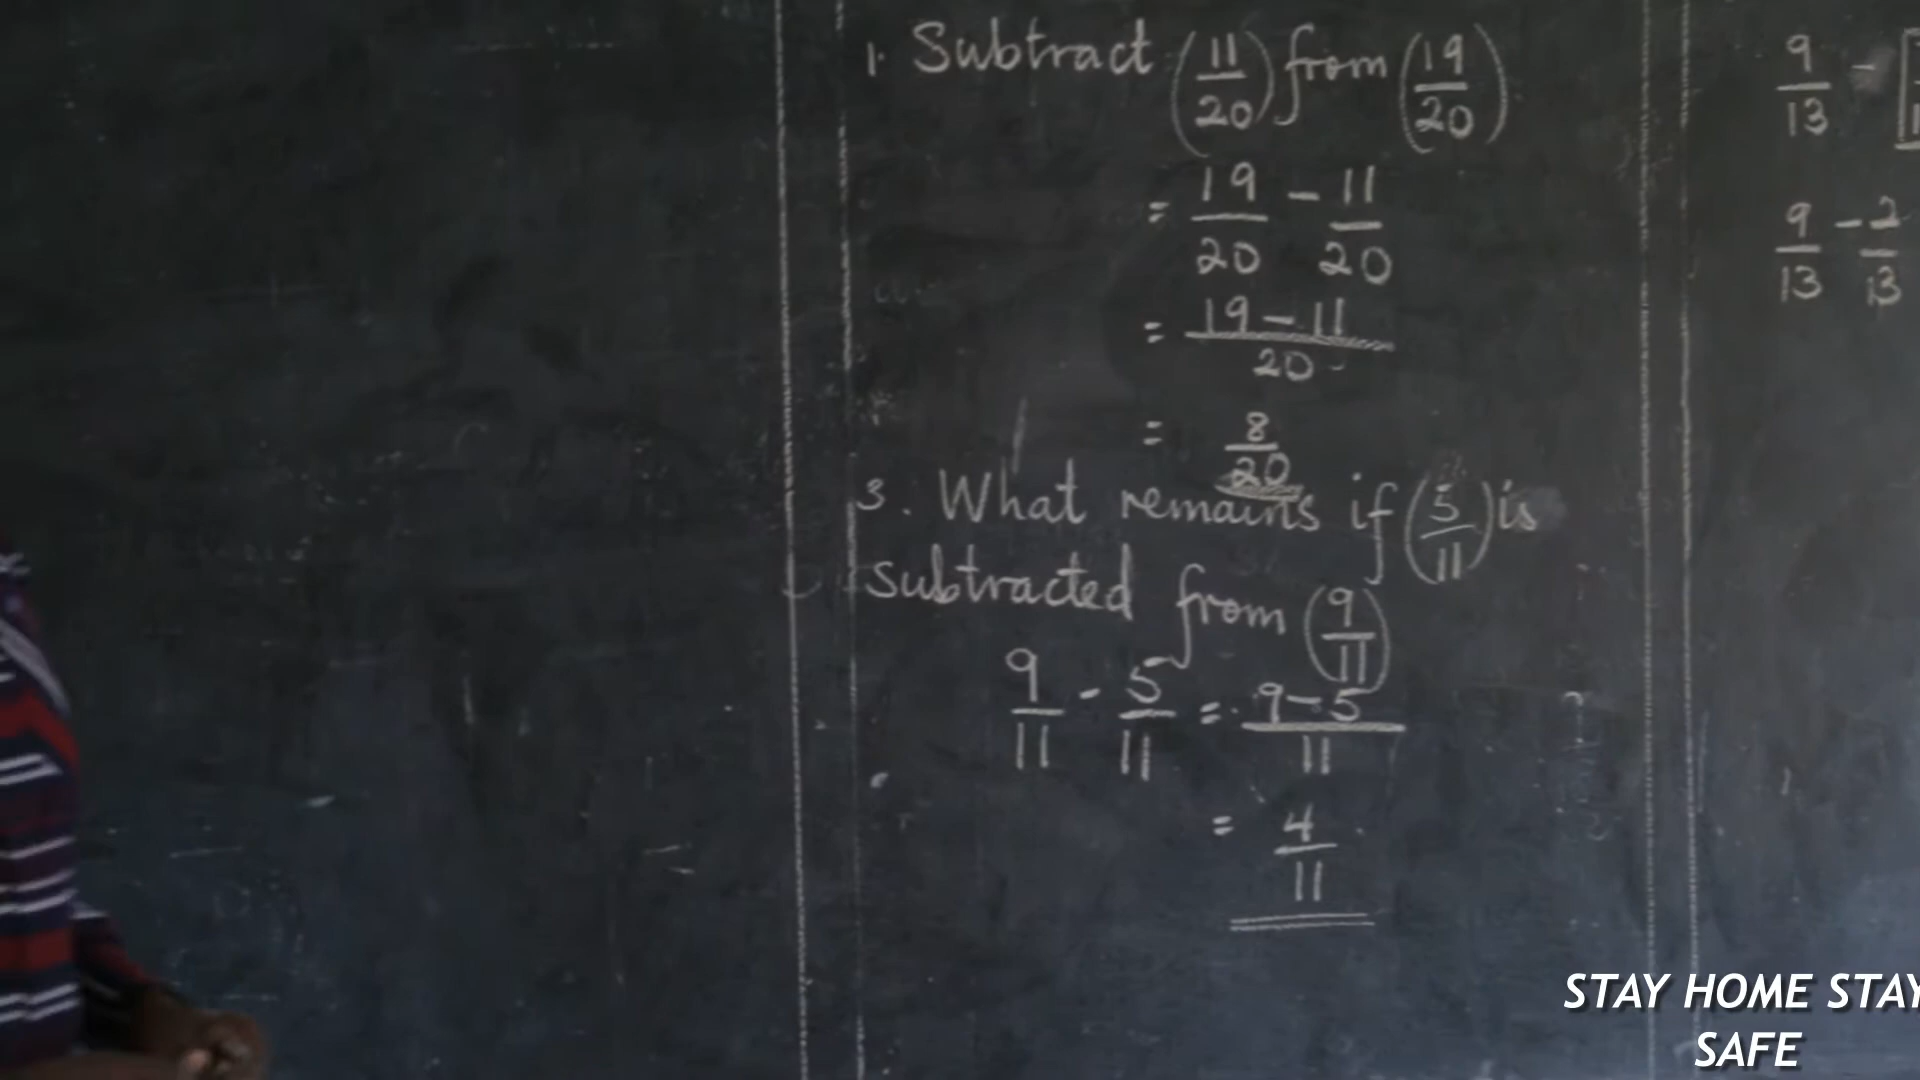 1. Subtract (11/20) from (19/20)
= 19/20 - 11/20
= 19-11/20
= 8/20
3. What remains if (5/11) is
subtracted from (9/11)
9/11 - 5/11 = 9-5/11
= 4/11
9/13 -
9/13 - 2/13
STAY HOME STAY
SAFE